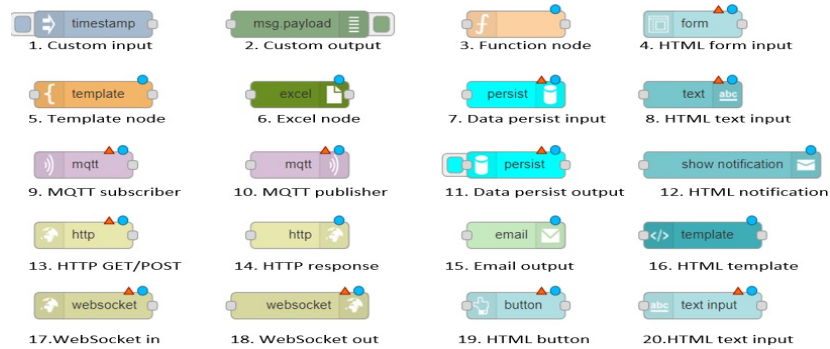 timestamp
msg.payload
f
form
1. Custom input
2. Custom output
3. Function node
4. HTML form input
{ template
excel
persist
text abc
5. Template node
6. Excel node
7. Data persist input
8. HTML text input
mqtt
mqtt
persist
show notification
9. MQTT subscriber
10. MQTT publisher
11. Data persist output
12. HTML notification
http
http
email
</> template
13. HTTP GET/POST
14. HTTP response
15. Email output
16. HTML template
websocket
websocket
button
abc text input
17.WebSocket in
18. WebSocket out
19. HTML button
20.HTML text input